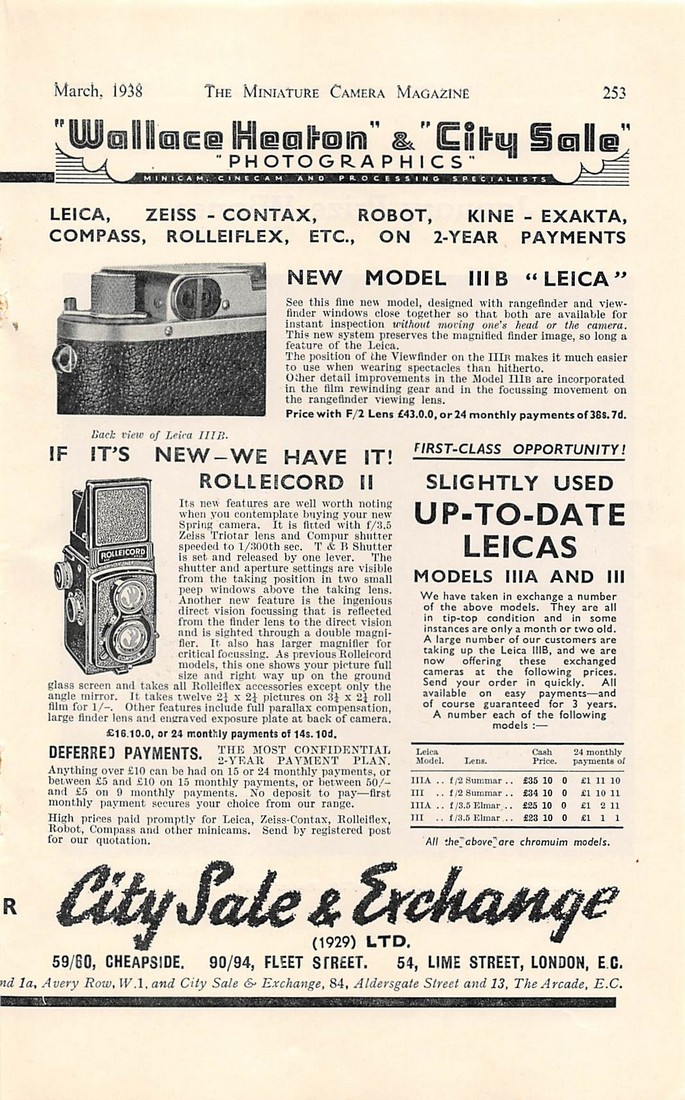 March, 1938 THE MINIATURE CAMERA MAGAZINE 253
"Wallace Heaton" & "City Sale"
"PHOTOGRAPHICS"
MINICAM, CINECAM AND PROCESSING SPECIALISTS
LEICA, ZEISS - CONTAX, ROBOT, KINE - EXAKTA,
COMPASS, ROLLEIFLEX, ETC., ON 2-YEAR PAYMENTS
NEW MODEL IIIB "LEICA"
See this fine new model, designed with rangefinder and view-
finder windows close together so that both are available for
instant inspection without moving one's head or the camera.
This new system preserves the magnified finder image, so long a
feature of the Leica.
The position of the Viewfinder on the IIIB makes it much easier
to use when wearing spectacles than hitherto.
Other detail improvements in the Model IIIB are incorporated
in the film rewinding gear and in the focussing movement on
the rangefinder viewing lens.
Price with F/2 Lens £43.0.0, or 24 monthly payments of 38s. 7d.
Back view of Leica IIIB.
IF IT'S NEW—WE HAVE IT!
ROLLEICORD II
ROLLEICORD
Its new features are well worth noting
when you contemplate buying your new
Spring camera. It is fitted with f/3.5
Zeiss Triotar lens and Compur shutter
speeded to 1/300th sec. T & B Shutter
is set and released by one lever. The
shutter and aperture settings are visible
from the taking position in two small
peep windows above the taking lens.
Another new feature is the ingenious
direct vision focussing that is reflected
from the finder lens to the direct vision
and is sighted through a double magni-
fier. It also has larger magnifier for
critical focussing. As previous Rolleicord
models, this one shows your picture full
size and right way up on the ground
glass screen and takes all Rolleiflex accessories except only the
angle mirror. It takes twelve 2¼ x 2¼ pictures on 3¼ x 2¼ roll
film for 1/-. Other features include full parallax compensation,
large finder lens and engraved exposure plate at back of camera.
£16.10.0, or 24 monthly payments of 14s. 10d.
DEFERRED PAYMENTS. THE MOST CONFIDENTIAL
2-YEAR PAYMENT PLAN.
Anything over £10 can be had on 15 or 24 monthly payments, or
between £5 and £10 on 15 monthly payments, or between 50/-
and £5 on 9 monthly payments. No deposit to pay—first
monthly payment secures your choice from our range.
High prices paid promptly for Leica, Zeiss-Contax, Rolleiflex,
Robot, Compass and other minicams. Send by registered post
for our quotation.
FIRST-CLASS OPPORTUNITY!
SLIGHTLY USED
UP-TO-DATE
LEICAS
MODELS IIIA AND III
We have taken in exchange a number
of the above models. They are all
in tip-top condition and in some
instances are only a month or two old.
A large number of our customers are
taking up the Leica IIIB, and we are
now offering these exchanged
cameras at the following prices.
Send your order in quickly. All
available on easy payments—and
of course guaranteed for 3 years.
A number each of the following
models :—
Leica Model. Lens. Cash Price. 24 monthly payments of
IIIA .. f/2 Summar .. £35 10 0 £1 11 10
III .. f/2 Summar .. £34 10 0 £1 10 11
IIIA .. f/3.5 Elmar .. £25 10 0 £1 2 11
III .. f/3.5 Elmar .. £23 10 0 £1 1 1
All the above are chromuim models.
R
City Sale & Exchange
(1929) LTD.
59/60, CHEAPSIDE. 90/94, FLEET STREET. 54, LIME STREET, LONDON, E.C.
nd 1a, Avery Row, W.1, and City Sale & Exchange, 84, Aldersgate Street and 13, The Arcade, E.C.